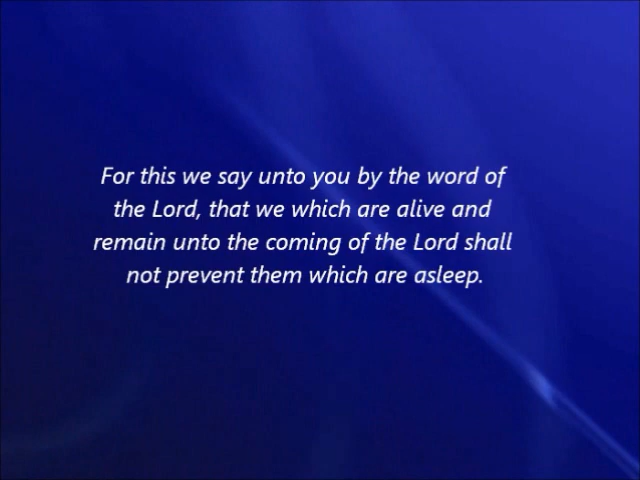 For this we say unto you by the word of
the Lord, that we which are alive and
remain unto the coming of the Lord shall
not prevent them which are asleep.